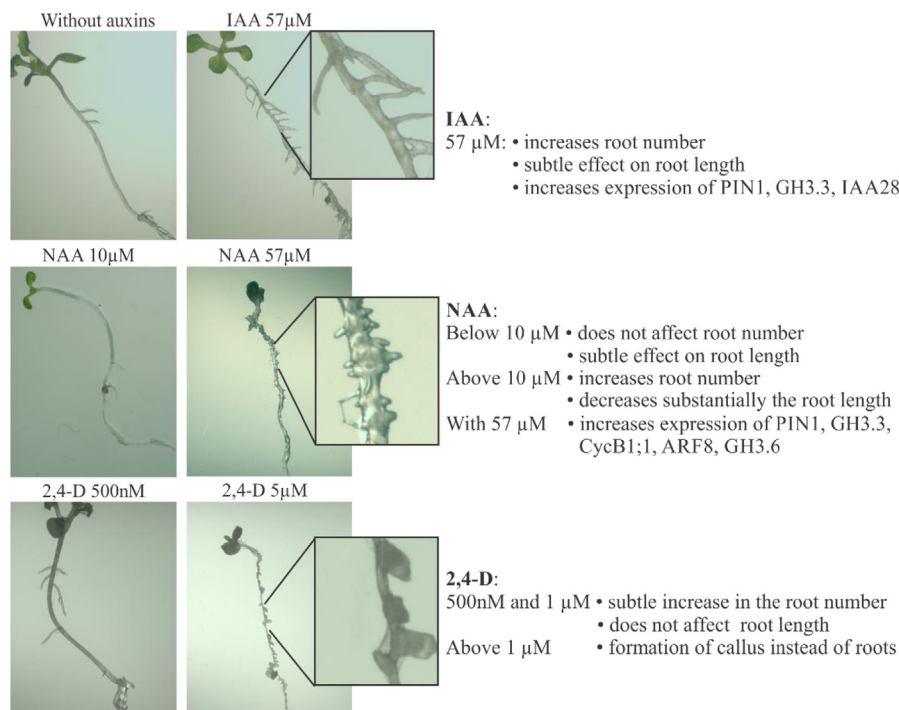 Without auxins
IAA 57µM
IAA:
57 µM: • increases root number
• subtle effect on root length
• increases expression of PIN1, GH3.3, IAA28
NAA 10µM
NAA 57µM
NAA:
Below 10 µM • does not affect root number
• subtle effect on root length
Above 10 µM • increases root number
• decreases substantially the root length
With 57 µM • increases expression of PIN1, GH3.3,
CycB1;1, ARF8, GH3.6
2,4-D 500nM
2,4-D 5µM
2,4-D:
500nM and 1 µM • subtle increase in the root number
• does not affect root length
Above 1 µM • formation of callus instead of roots